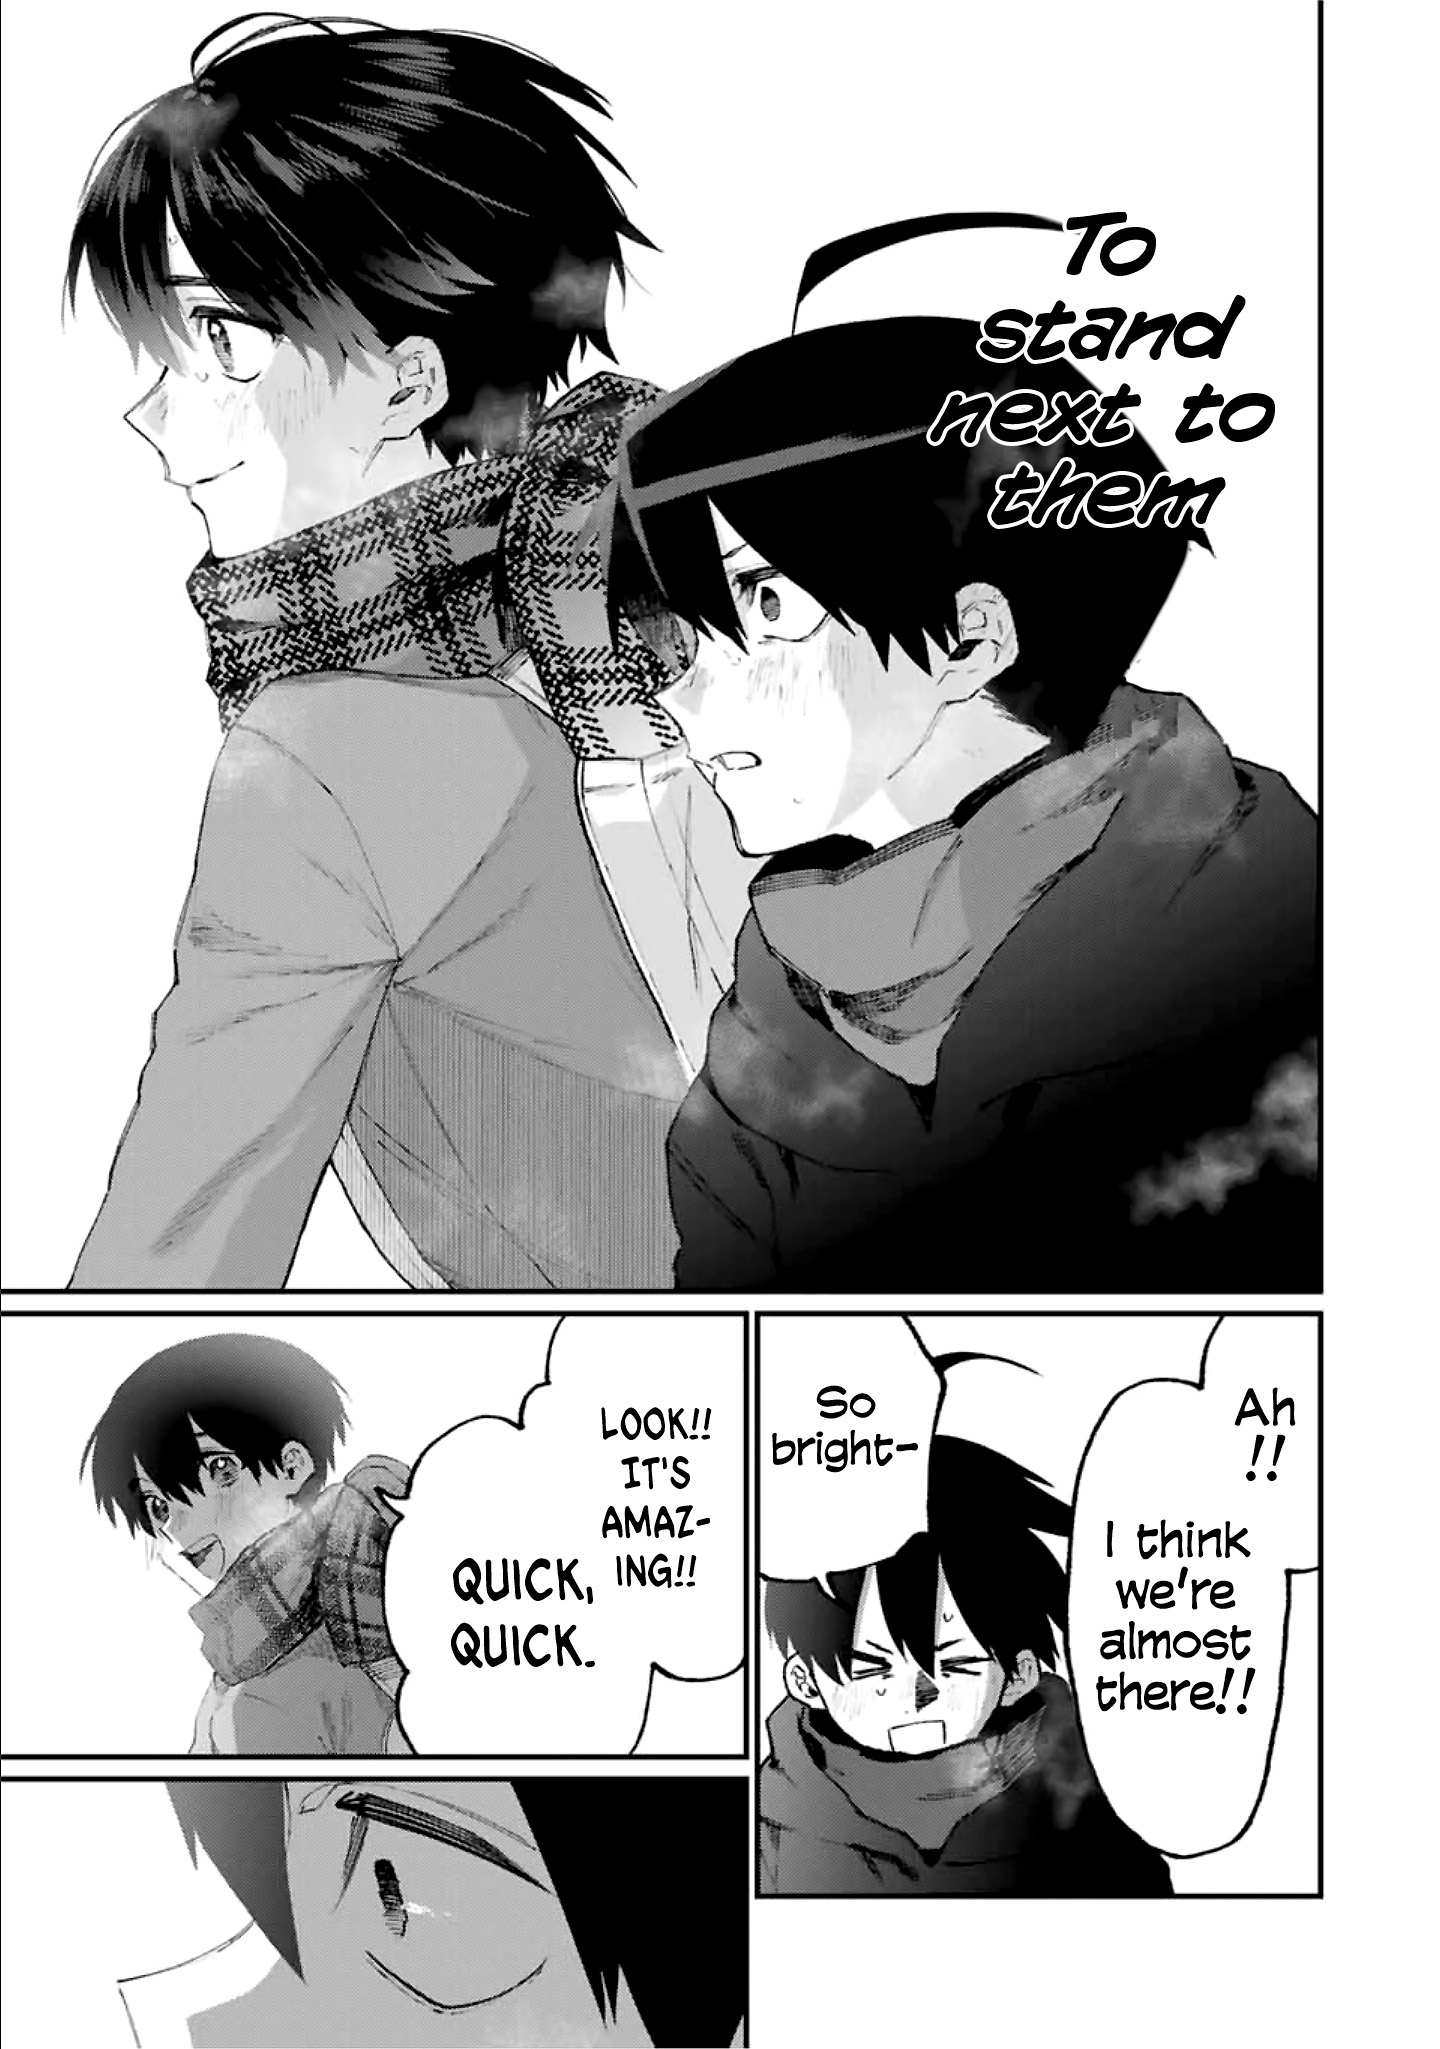 To
stand
next to
them
Ah
!!
I think
we're
almost
there!!
So
bright-
LOOK!!
IT'S
AMAZ-
ING!!
QUICK,
QUICK.